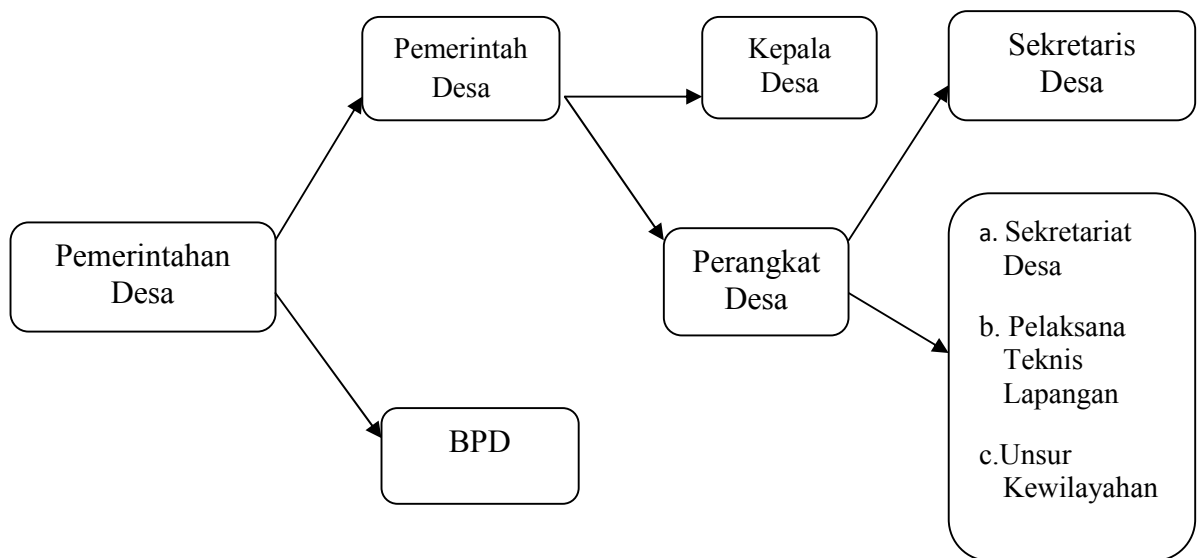 Pemerintah
Desa
Kepala
Desa
Sekretaris
Desa
Pemerintahan
Desa
Perangkat
Desa
a. Sekretariat
Desa
b. Pelaksana
Teknis
Lapangan
c.Unsur
Kewilayahan
BPD